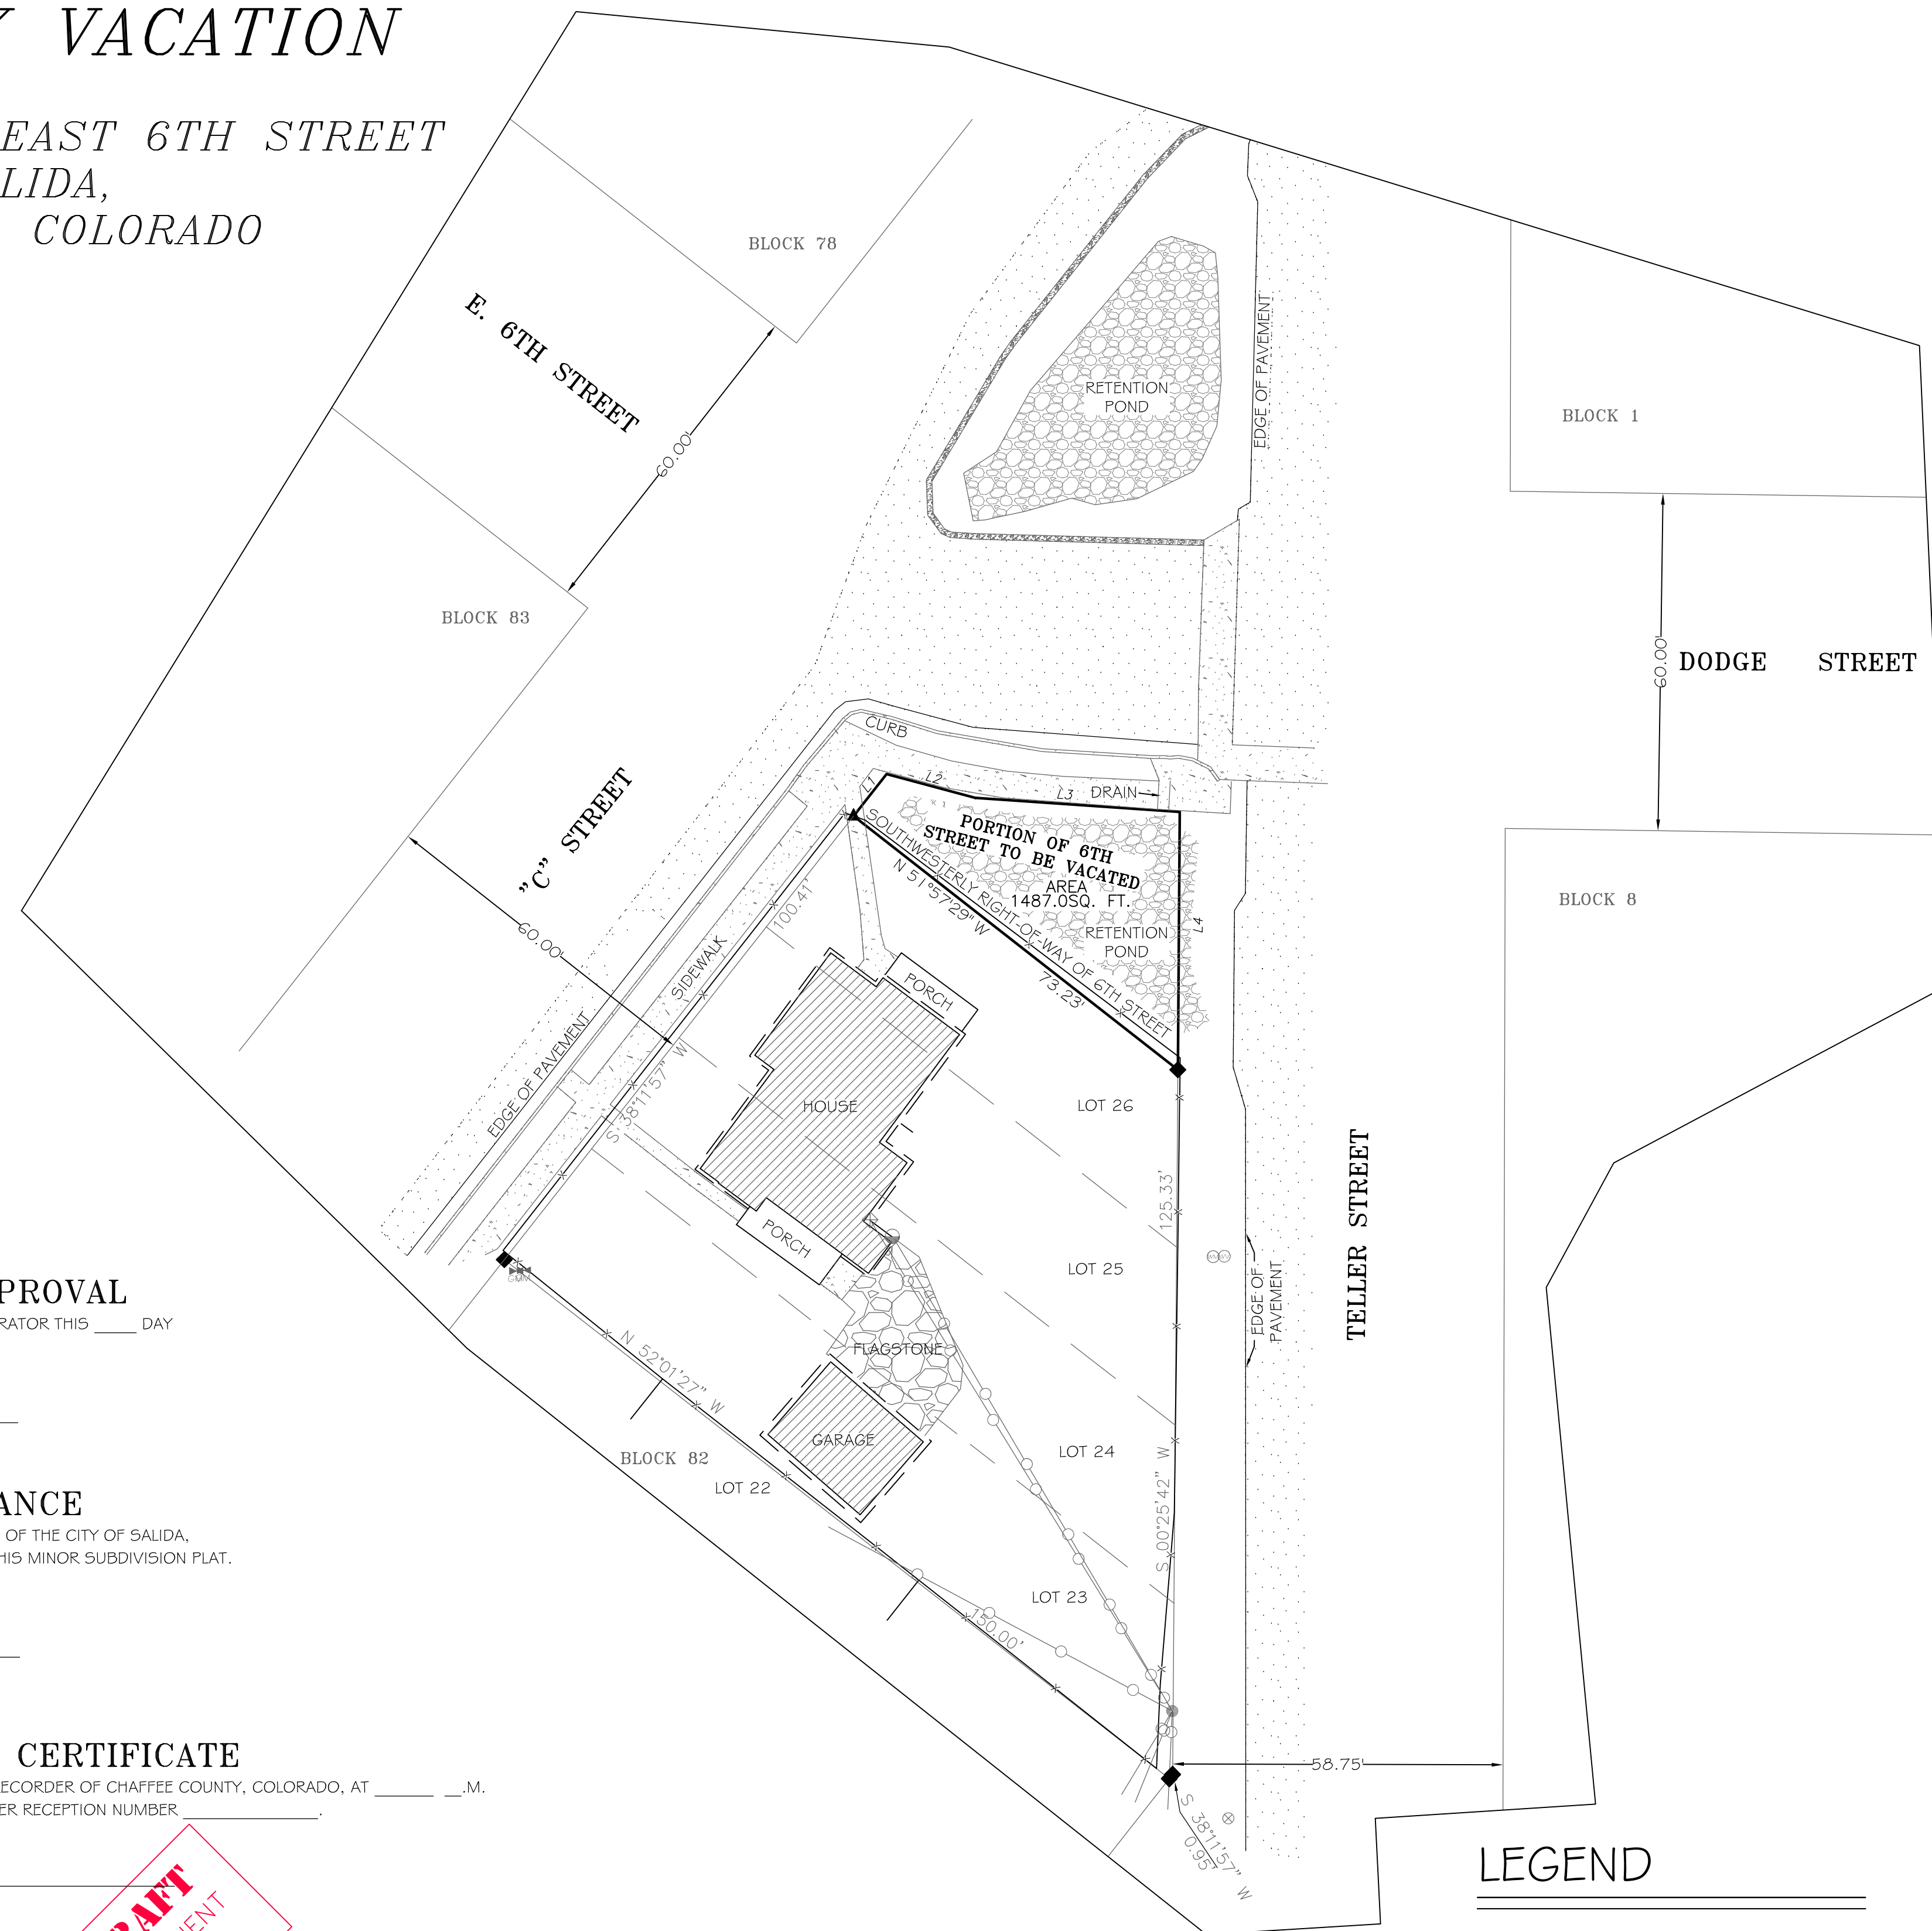 Y VACATION
EAST 6TH STREET
LIDA,
COLORADO
BLOCK 78
E. 6TH STREET
60.00'
BLOCK 83
RETENTION
POND
EDGE OF PAVEMENT
BLOCK 1
60.00'
DODGE STREET
BLOCK 8
CURB
L1
L2
L3
DRAIN
PORTION OF 6TH
STREET TO BE VACATED
AREA
1487.0SQ. FT.
RETENTION
POND
L4
SOUTHWESTERLY RIGHT-OF-WAY OF 6TH STREET
N 51°57'29" W
73.23'
"C" STREET
60.00'
100.41'
SIDEWALK
EDGE OF PAVEMENT
S 38°11'57" W
PORCH
HOUSE
PORCH
LOT 26
125.33'
LOT 25
TELLER STREET
EDGE OF
PAVEMENT
FLAGSTONE
N 52°01'27" W
GARAGE
BLOCK 82
LOT 22
LOT 24
S 00°25'42" W
LOT 23
150.00'
58.75'
S 38°11'57" W
0.95'
PROVAL
RATOR THIS _____ DAY
ANCE
OF THE CITY OF SALIDA,
HIS MINOR SUBDIVISION PLAT.
CERTIFICATE
ECORDER OF CHAFFEE COUNTY, COLORADO, AT _______ __.M.
ER RECEPTION NUMBER ________________.
RAFT
ENT
LEGEND